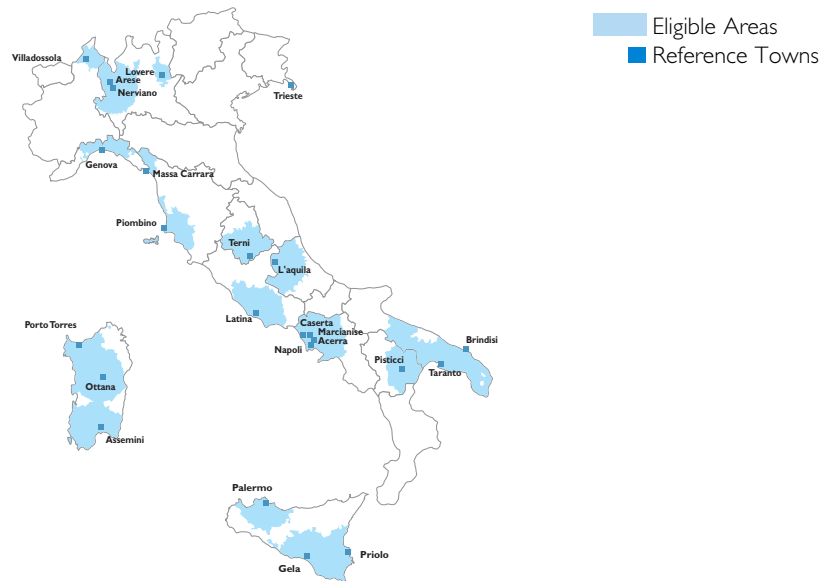 Eligible Areas
Reference Towns
Villadossola
Lovere
Arese
Nerviano
Trieste
Genova
Massa Carrara
Piombino
Terni
L'aquila
Latina
Caserta
Marcianise
Acerra
Napoli
Brindisi
Pisticci
Taranto
Porto Torres
Ottana
Assemini
Palermo
Priolo
Gela